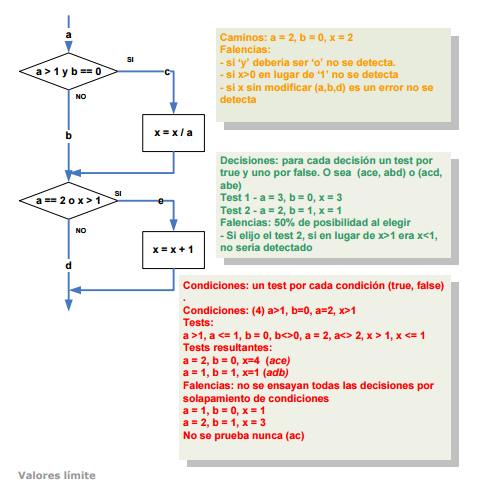 a
a > 1 y b == 0
SI
c
NO
x = x / a
b
a == 2 o x > 1
SI
e
NO
x = x + 1
d
Caminos: a = 2, b = 0, x = 2
Falencias:
- si ‘y’ deberia ser ‘o’ no se detecta.
- si x>0 en lugar de ‘1’ no se detecta
- si x sin modificar (a,b,d) es un error no se
detecta
Decisiones: para cada decisión un test por
true y uno por false. O sea (ace, abd) o (acd,
abe)
Test 1 - a = 3, b = 0, x = 3
Test 2 - a = 2, b = 1, x = 1
Falencias: 50% de posibilidad al elegir
- Si elijo el test 2, si en lugar de x>1 era x<1,
no sería detectado
Condiciones: un test por cada condición (true, false)
.
Condiciones: (4) a>1, b=0, a=2, x>1
Tests:
a >1, a <= 1, b = 0, b<>0, a = 2, a<> 2, x > 1, x <= 1
Tests resultantes:
a = 2, b = 0, x=4 (ace)
a = 1, b = 1, x=1 (adb)
Falencias: no se ensayan todas las decisiones por
solapamiento de condiciones
a = 1, b = 0, x = 1
a = 2, b = 1, x = 3
No se prueba nunca (ac)
Valores límite